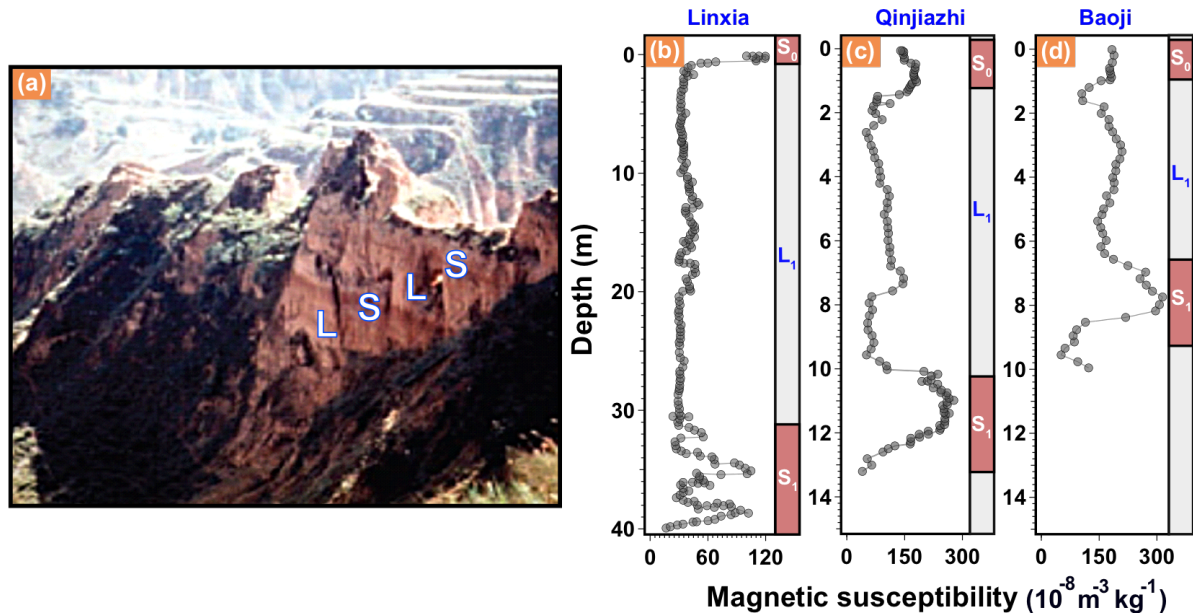 Linxia
Qinjiazhi
Baoji
(a)
L
S
L
S
Depth (m)
(b)
0
10
20
30
40
0
60
120
S₀
L₁
S₁
(c)
0
2
4
6
8
10
12
14
0
150
300
S₀
L₁
S₁
(d)
0
2
4
6
8
10
12
14
0
150
300
S₀
L₁
S₁
Magnetic susceptibility (10⁻⁸ m⁻³ kg⁻¹)